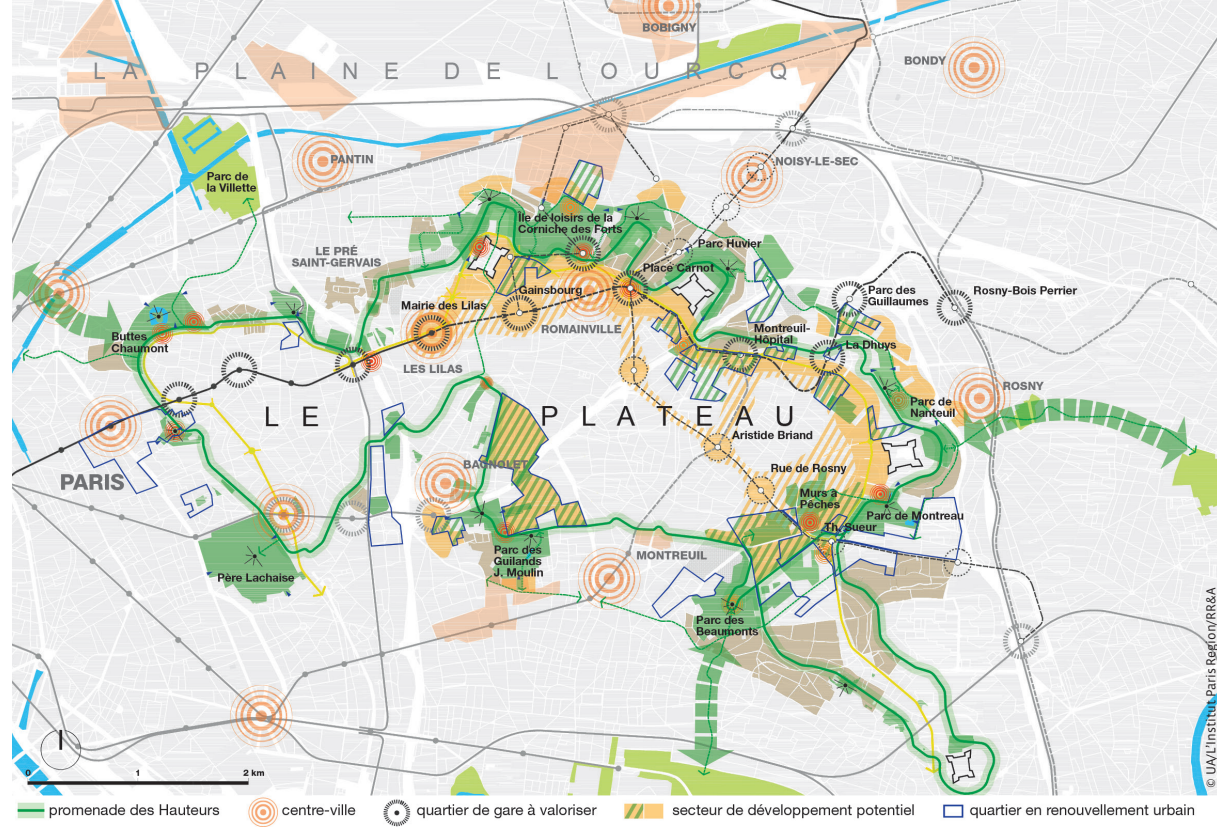 BOBIGNY
BONDY
LA PLAINE DE L'OURCQ
PANTIN
NOISY-LE-SEC
Parc de
la Villette
Île de loisirs de la
Corniche des Forts
LE PRÉ
SAINT-GERVAIS
Parc Huvier
Place Carnot
Gainsbourg
Parc des
Guillaumes
Rosny-Bois Perrier
Mairie des Lilas
ROMAINVILLE
Montreuil-
Hôpital
La Dhuys
Buttes
Chaumont
LES LILAS
ROSNY
Parc de
Nanteuil
LE PLATEAU
Aristide Briand
BAGNOLET
Rue de Rosny
PARIS
Murs à
Pêches
Parc de Montreau
Th. Sueur
Parc des
Guilands
J. Moulin
MONTREUIL
Père Lachaise
Parc des
Beaumonts
0 1 2 km
© UA/L'Institut Paris Region/RR&A
promenade des Hauteurs
centre-ville
quartier de gare à valoriser
secteur de développement potentiel
quartier en renouvellement urbain